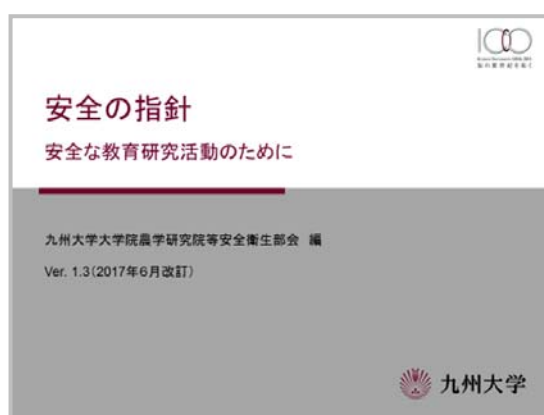 100
安全の指針
安全な教育研究活動のために
九州大学大学院農学研究院等安全衛生部会 編
Ver. 1.3(2017年6月改訂)
九州大学